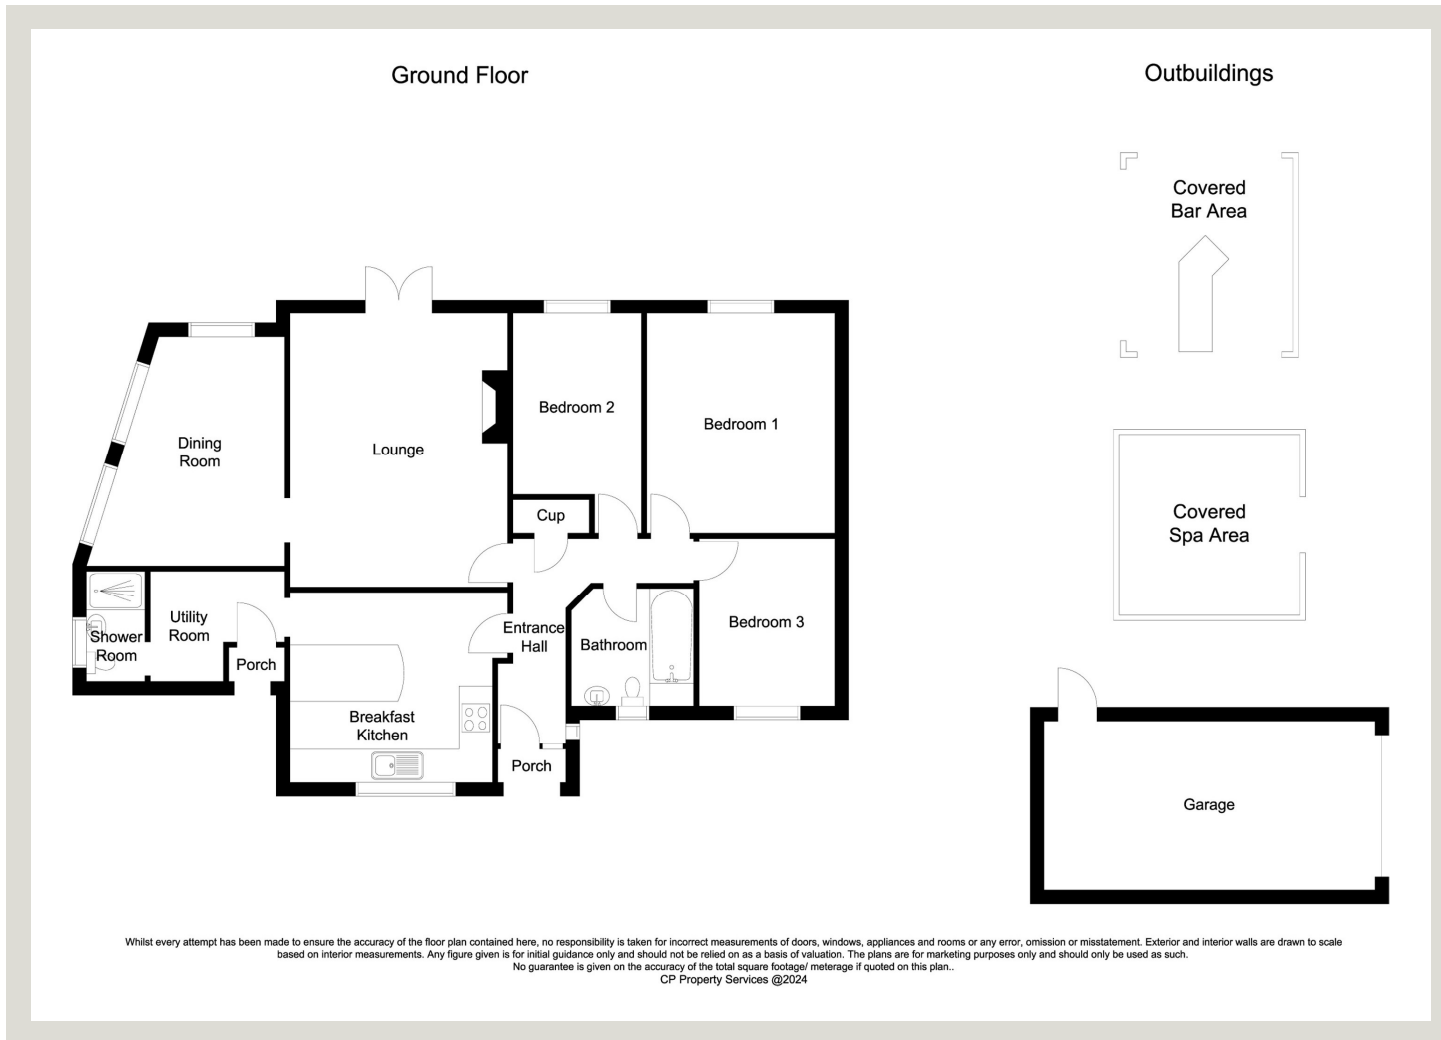 Ground Floor
Outbuildings
Covered
Bar Area
Bedroom 2
Bedroom 1
Dining
Room
Lounge
Cup
Covered
Spa Area
Utility
Room
Shower
Room
Porch
Entrance
Hall
Bathroom
Bedroom 3
Breakfast
Kitchen
Porch
Garage
Whilst every attempt has been made to ensure the accuracy of the floor plan contained here, no responsibility is taken for incorrect measurements of doors, windows, appliances and rooms or any error, omission or misstatement. Exterior and interior walls are drawn to scale
based on interior measurements. Any figure given is for initial guidance only and should not be relied on as a basis of valuation. The plans are for marketing purposes only and should only be used as such.
No guarantee is given on the accuracy of the total square footage/ meterage if quoted on this plan..
CP Property Services @2024